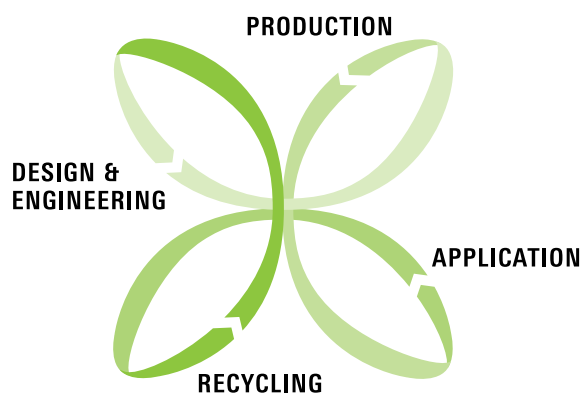 PRODUCTION
DESIGN &
ENGINEERING
APPLICATION
RECYCLING